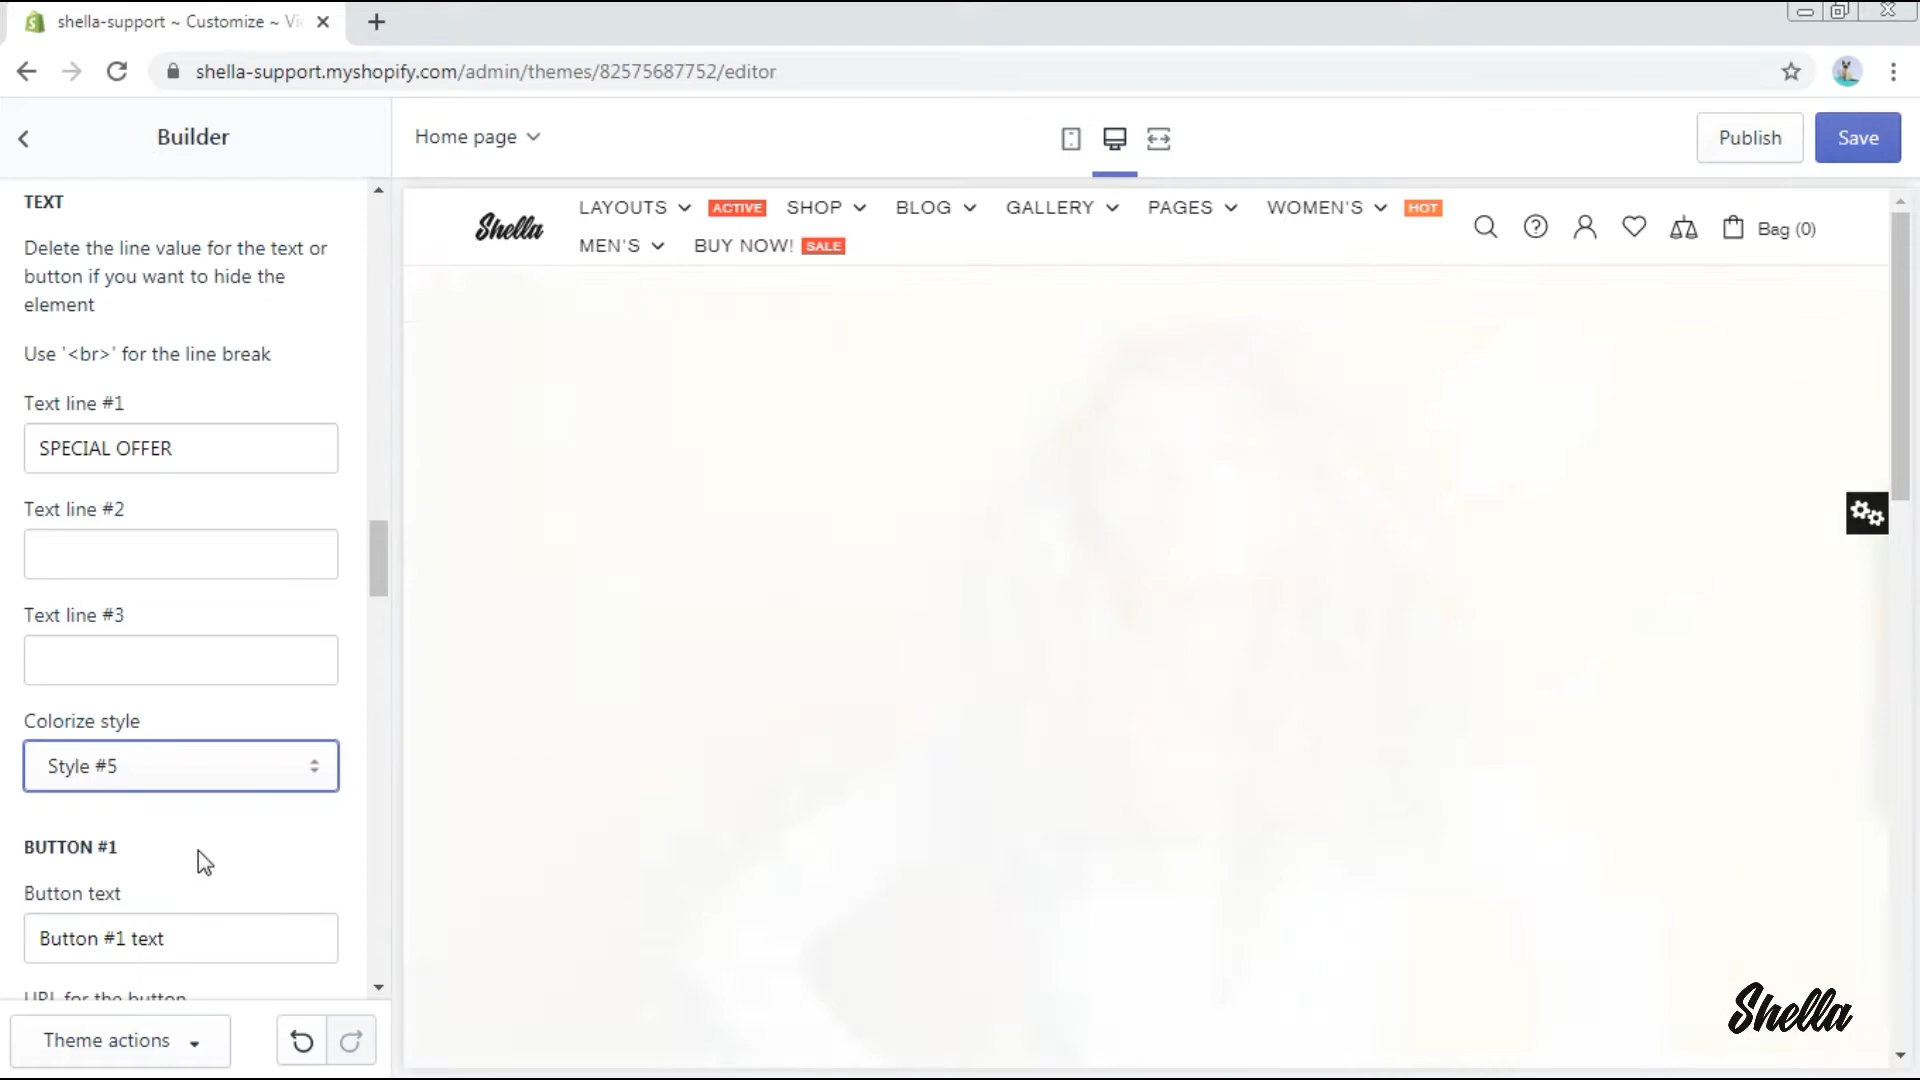 shella-support ~ Customize ~ Vi
shella-support.myshopify.com/admin/themes/82575687752/editor
Builder
Home page
Publish
Save
TEXT
Delete the line value for the text or
button if you want to hide the
element
Use '<br>' for the line break
Text line #1
SPECIAL OFFER
Text line #2
Text line #3
Colorize style
Style #5
BUTTON #1
Button text
Button #1 text
URL for the button
Theme actions
Shella
LAYOUTS ACTIVE SHOP BLOG GALLERY PAGES WOMEN'S HOT
MEN'S BUY NOW! SALE
Bag (0)
Shella